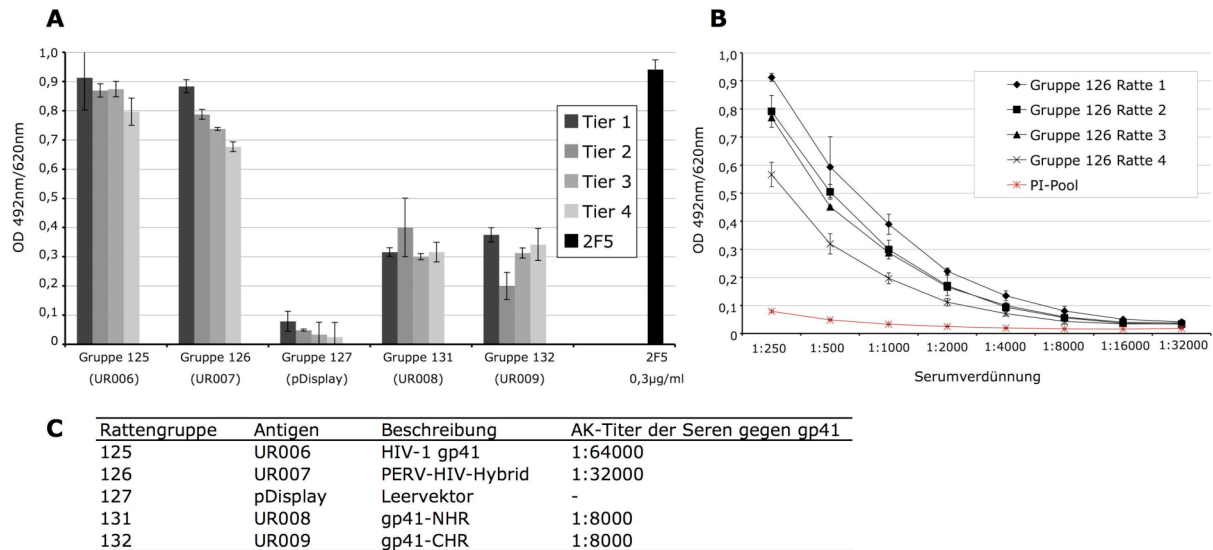 A
OD 492nm/620nm
1,0
0,9
0,8
0,7
0,6
0,5
0,4
0,3
0,2
0,1
0
Tier 1
Tier 2
Tier 3
Tier 4
2F5
Gruppe 125 Gruppe 126 Gruppe 127 Gruppe 131 Gruppe 132 2F5
(UR006) (UR007) (pDisplay) (UR008) (UR009) 0,3µg/ml
B
OD 492nm/620nm
1,0
0,9
0,8
0,7
0,6
0,5
0,4
0,3
0,2
0,1
0
Gruppe 126 Ratte 1
Gruppe 126 Ratte 2
Gruppe 126 Ratte 3
Gruppe 126 Ratte 4
PI-Pool
1:250 1:500 1:1000 1:2000 1:4000 1:8000 1:16000 1:32000
Serumverdünnung
C
Rattengruppe Antigen Beschreibung AK-Titer der Seren gegen gp41
125 UR006 HIV-1 gp41 1:64000
126 UR007 PERV-HIV-Hybrid 1:32000
127 pDisplay Leervektor -
131 UR008 gp41-NHR 1:8000
132 UR009 gp41-CHR 1:8000